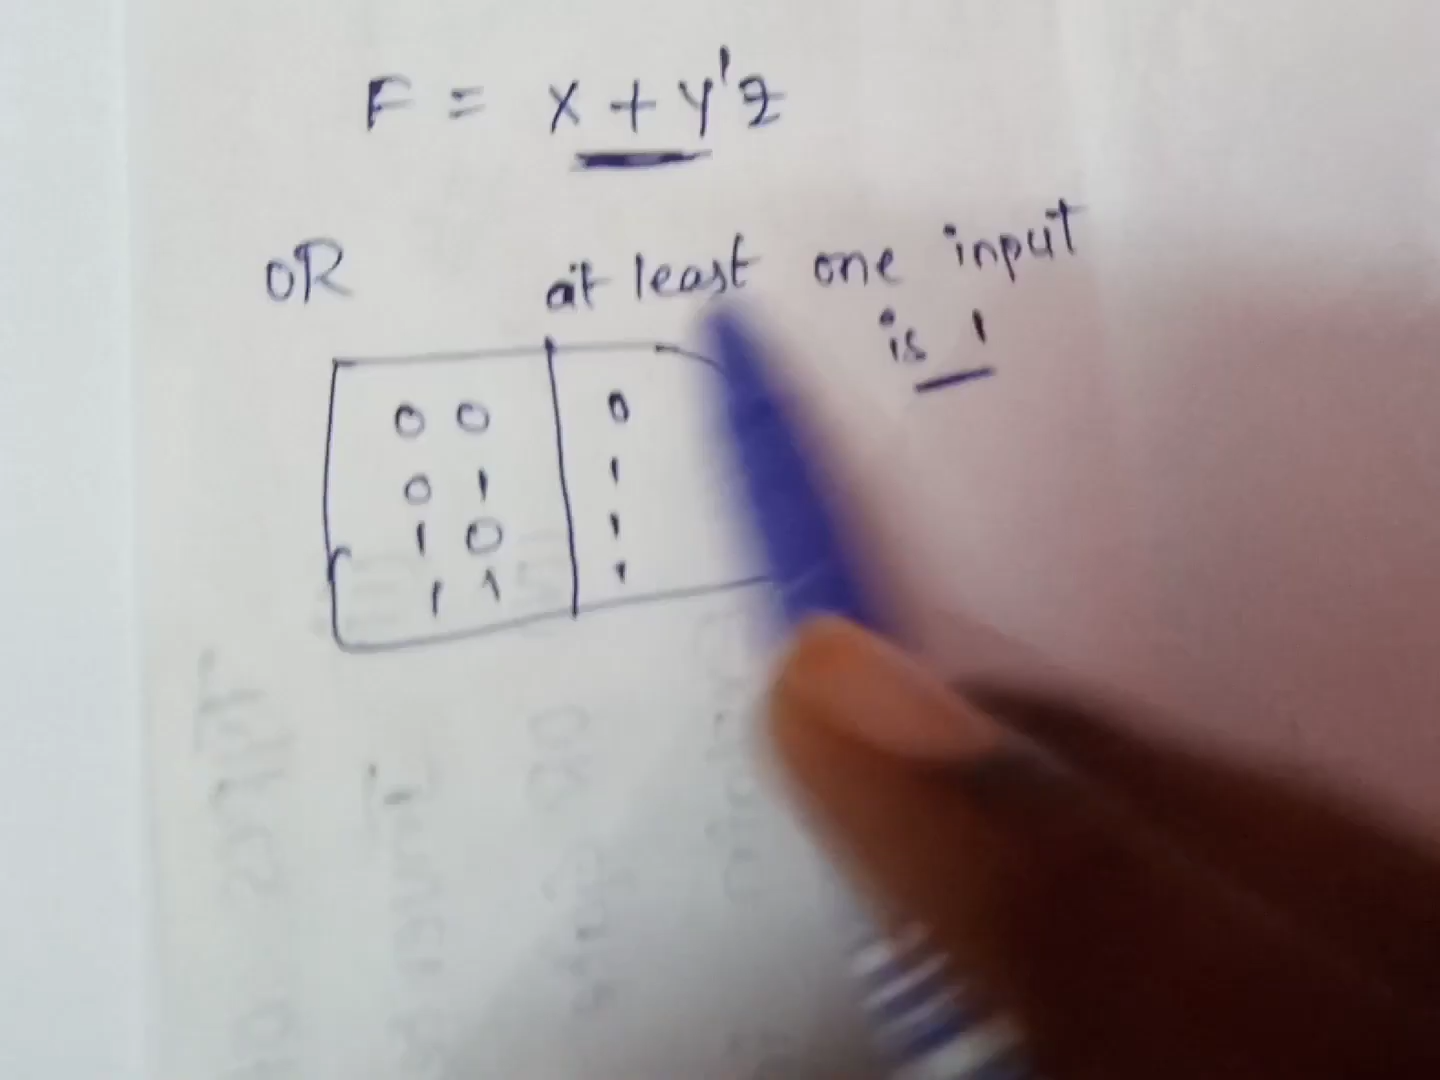 F = x + y'z
OR at least one input
is 1
0 0 0
0 1 1
1 0 1
1 1 1